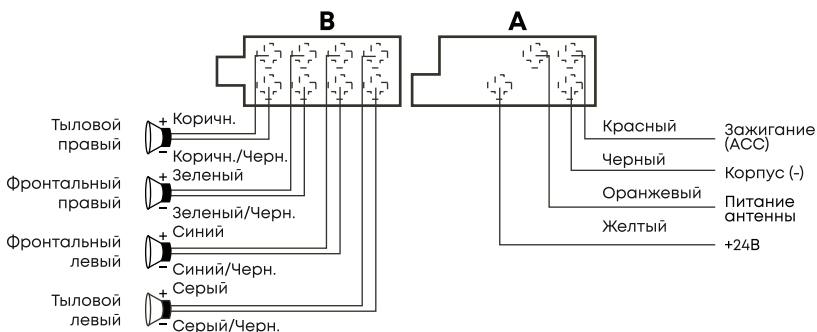 B
A
Тыловой
правый
+ Коричн.
− Коричн./Черн.
Фронтальный
правый
+ Зеленый
− Зеленый/Черн.
Фронтальный
левый
+ Синий
− Синий/Черн.
Тыловой
левый
+ Серый
− Серый/Черн.
Красный
Зажигание
(ACC)
Черный
Корпус (-)
Оранжевый
Питание
антенны
Желтый
+24В